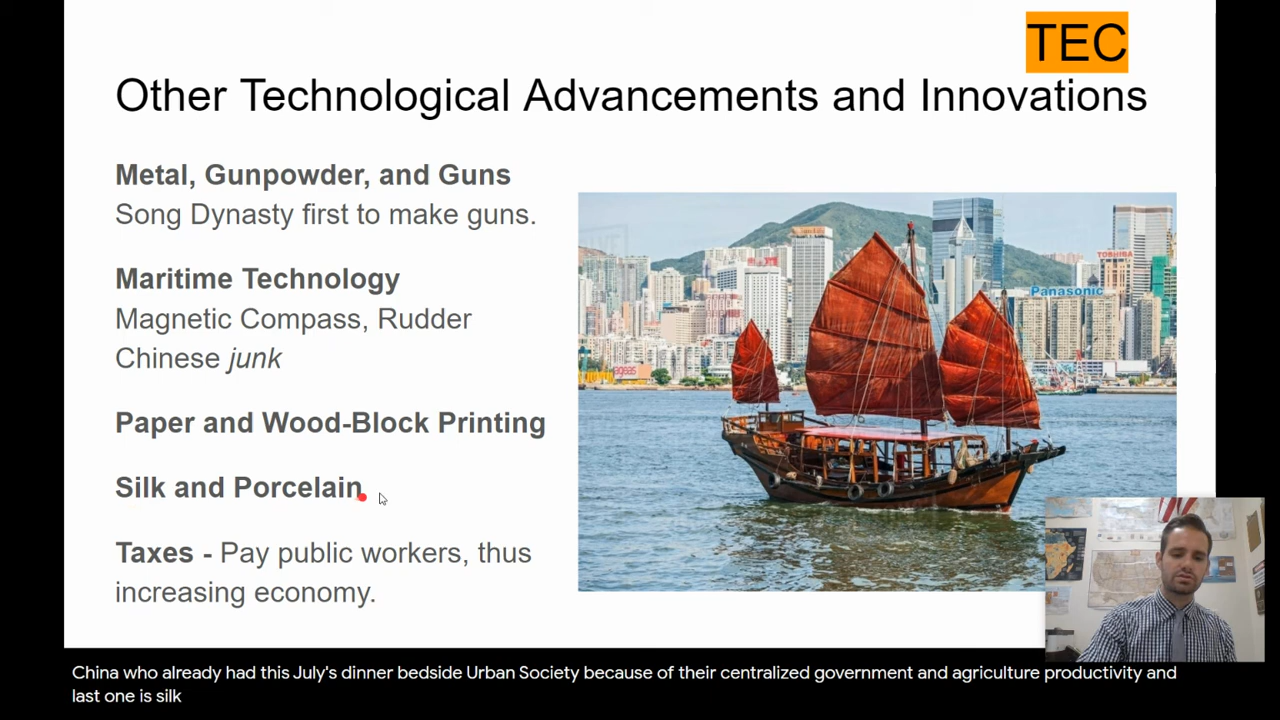 TEC
Other Technological Advancements and Innovations
Metal, Gunpowder, and Guns
Song Dynasty first to make guns.
Maritime Technology
Magnetic Compass, Rudder
Chinese junk
Paper and Wood-Block Printing
Silk and Porcelain
Taxes - Pay public workers, thus
increasing economy.
TOSHIBA
Panasonic
ageas
China who already had this July's dinner bedside Urban Society because of their centralized government and agriculture productivity and
last one is silk